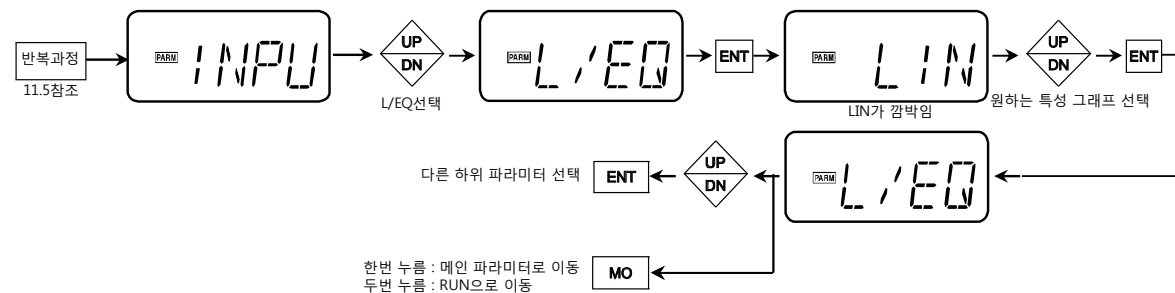 반복과정
11.5참조
PARM INPU
UP
DN
L/EQ선택
PARM L/EQ
ENT
PARM LIN
LIN가 깜박임
UP
DN
원하는 특성 그래프 선택
ENT
PARM L/EQ
UP
DN
ENT
다른 하위 파라미터 선택
한번 누름 : 메인 파라미터로 이동
두번 누름 : RUN으로 이동
MO